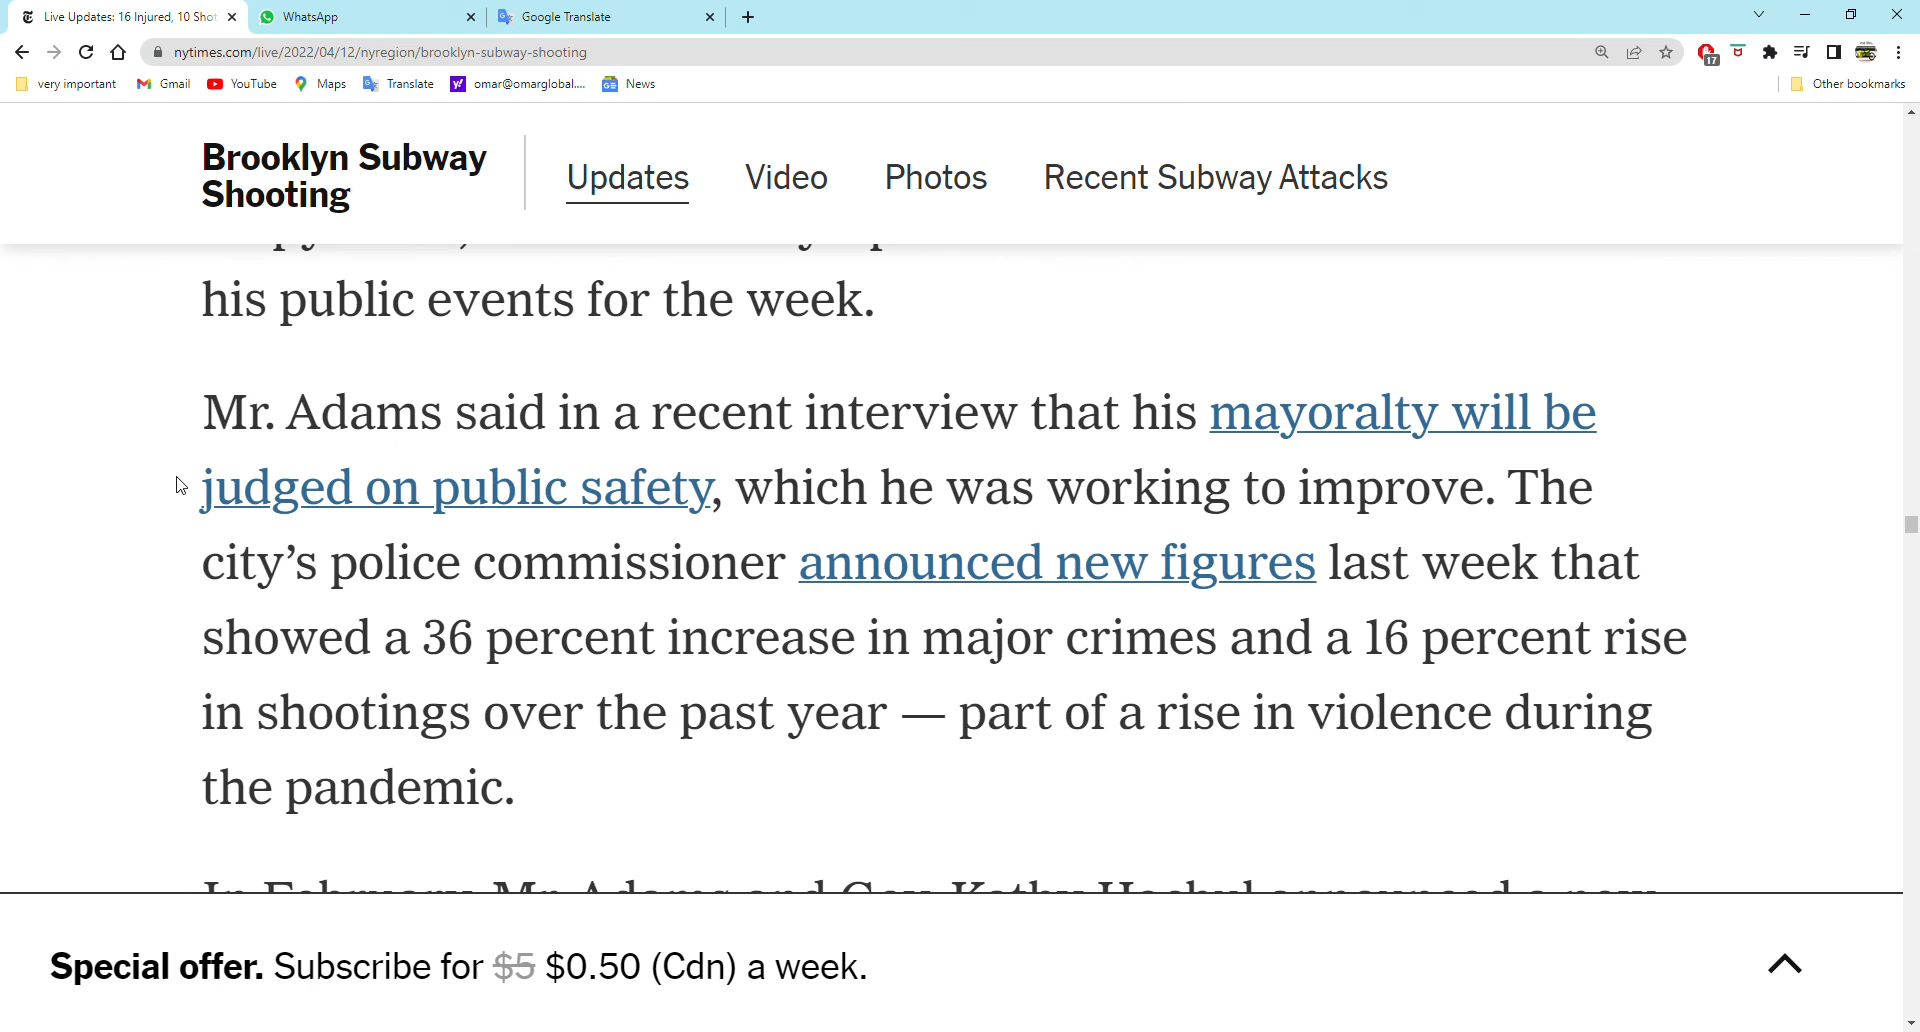 Live Updates: 16 Injured, 10 Shot
WhatsApp
Google Translate
nytimes.com/live/2022/04/12/nyregion/brooklyn-subway-shooting
17
very important
Gmail
YouTube
Maps
Translate
omar@omarglobal....
News
Other bookmarks
Brooklyn Subway
Shooting
Updates
Video
Photos
Recent Subway Attacks
his public events for the week.
Mr. Adams said in a recent interview that his mayoralty will be
judged on public safety, which he was working to improve. The
city’s police commissioner announced new figures last week that
showed a 36 percent increase in major crimes and a 16 percent rise
in shootings over the past year — part of a rise in violence during
the pandemic.
In February, Mr. Adams and Gov. Kathy Hochul announced a new
Special offer. Subscribe for $5 $0.50 (Cdn) a week.